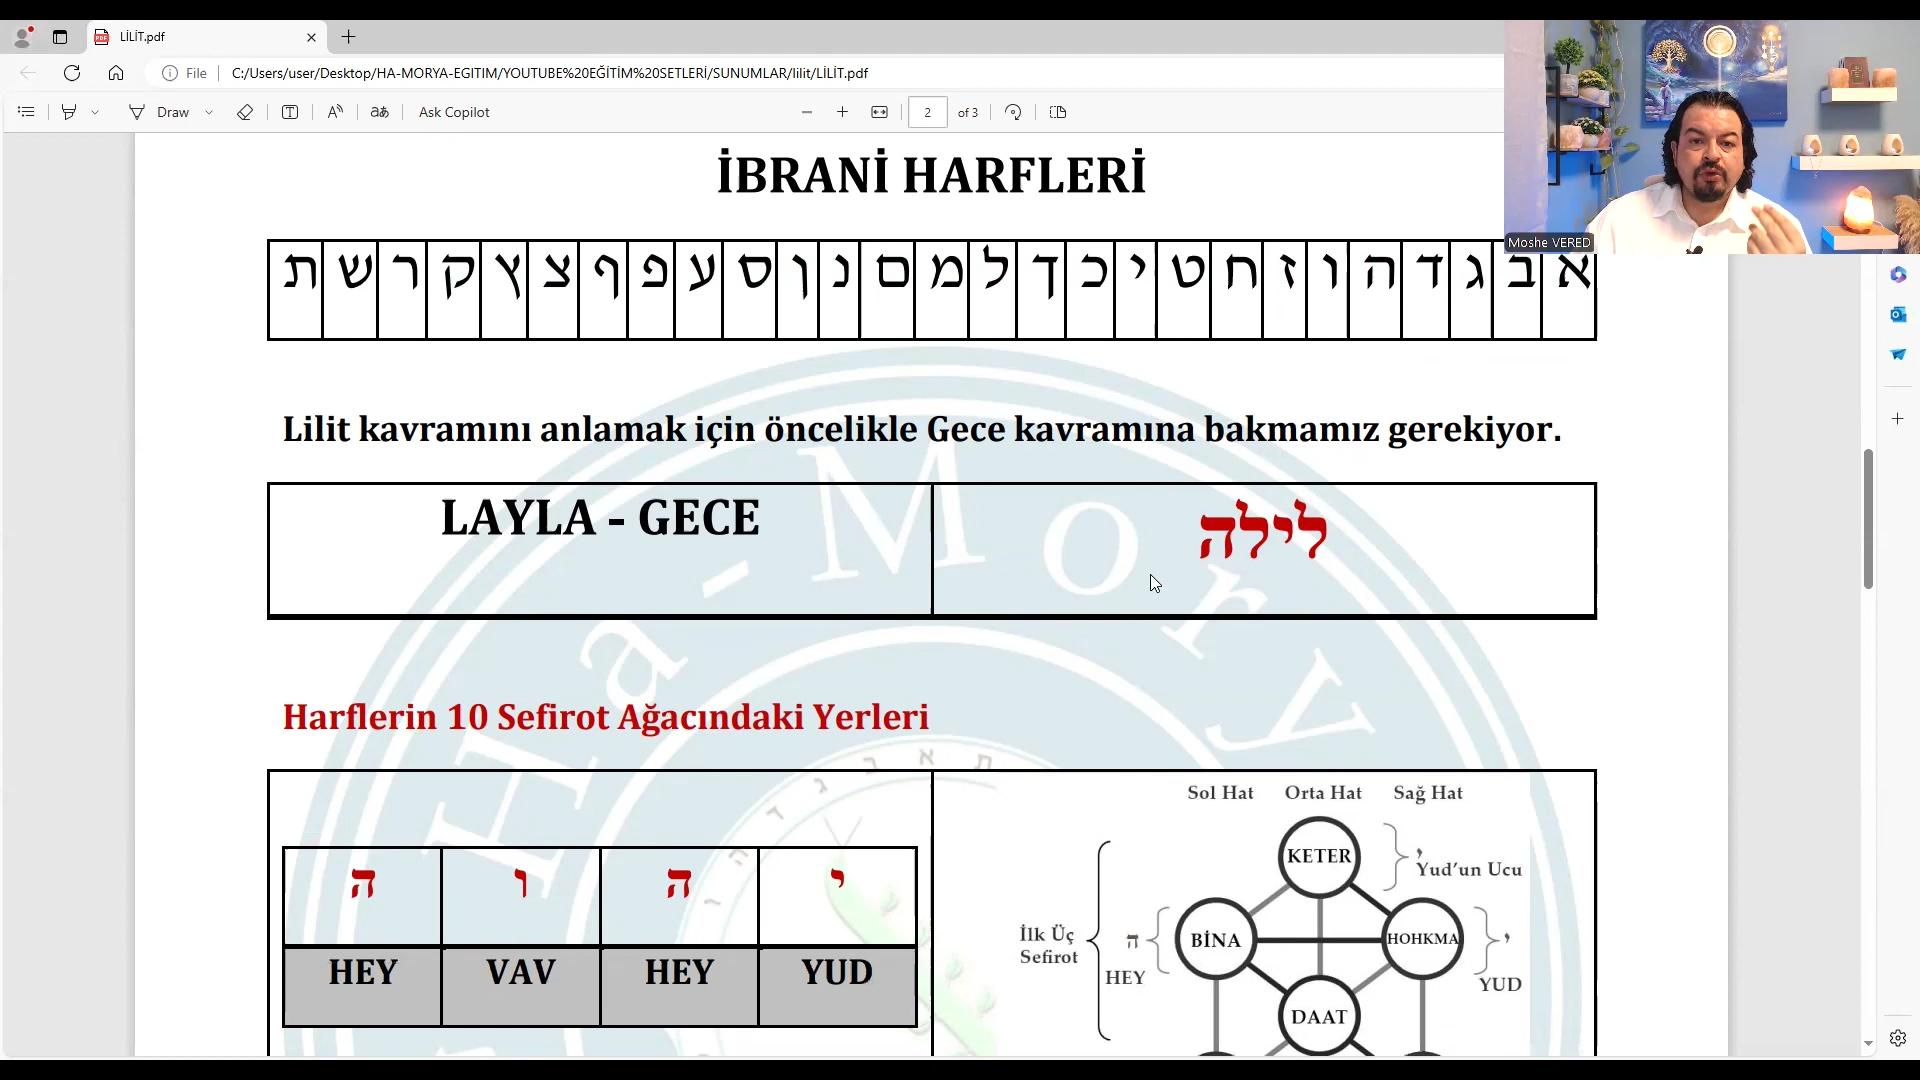 LİLİT.pdf
File
C:/Users/user/Desktop/HA-MORYA-EGITIM/YOUTUBE%20EĞİTİM%20SETLERİ/SUNUMLAR/lilit/LİLİT.pdf
Draw
Ask Copilot
2 of 3
Moshe VERED
İBRANİ HARFLERİ
א ב ג ד ה ו ז ח ט י כ ך ל מ ם נ ן ס ע פ ף צ ץ ק ר ש ת
Lilit kavramını anlamak için öncelikle Gece kavramına bakmamız gerekiyor.
LAYLA - GECE
לילה
Ha - Mory
Harflerin 10 Sefirot Ağacındaki Yerleri
י ה ו ה
HEY VAV HEY YUD
Sol Hat Orta Hat Sağ Hat
KETER
י
Yud'un Ucu
İlk Üç
Sefirot
ה
HEY
BİNA
HOHKMA
י
YUD
DAAT
ת א ב ג ד ה ו